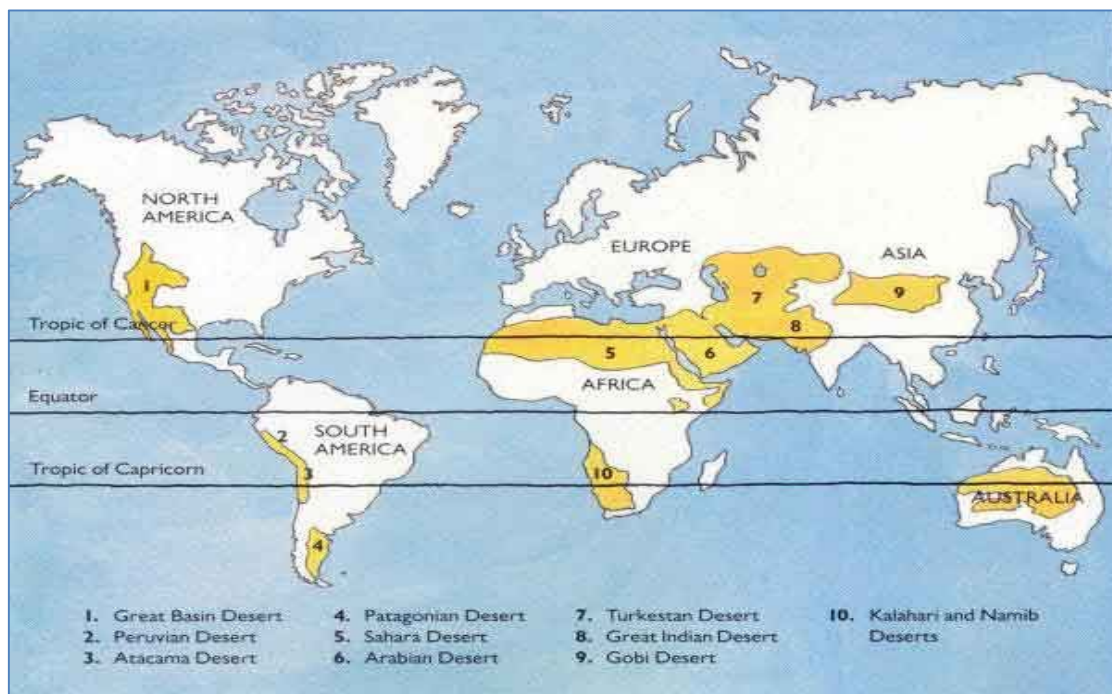 NORTH
AMERICA
EUROPE
ASIA
1
7
9
8
Tropic of Cancer
5
6
AFRICA
Equator
2
SOUTH
AMERICA
Tropic of Capricorn
3
10
AUSTRALIA
4
1. Great Basin Desert
2. Peruvian Desert
3. Atacama Desert
4. Patagonian Desert
5. Sahara Desert
6. Arabian Desert
7. Turkestan Desert
8. Great Indian Desert
9. Gobi Desert
10. Kalahari and Namib
Deserts